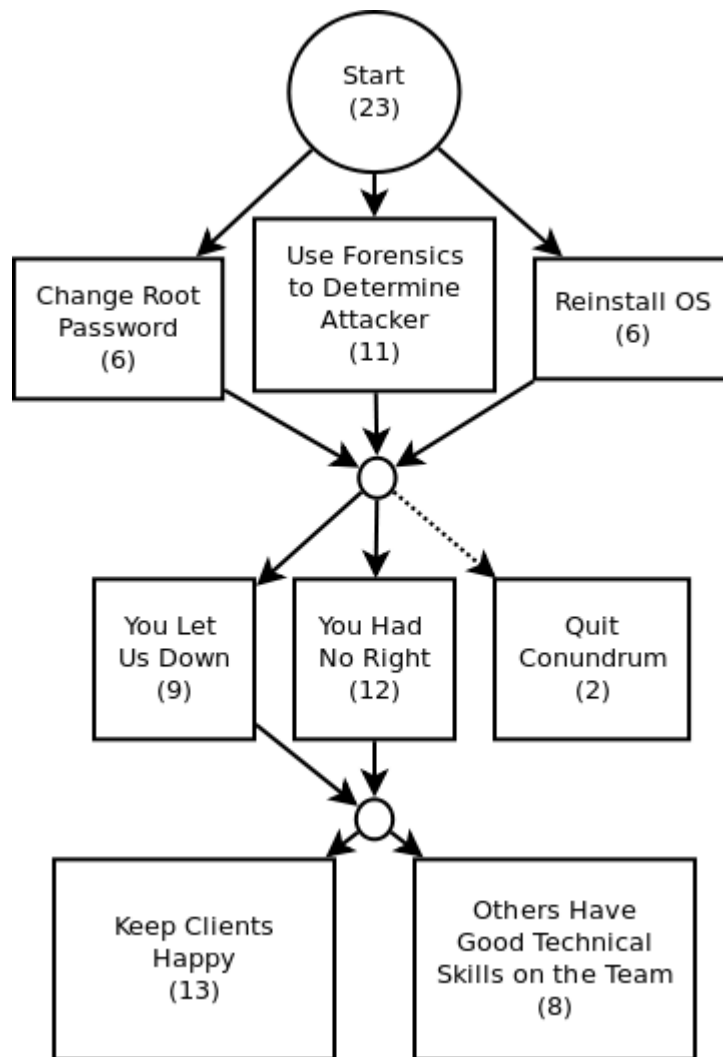 Start
(23)
Change Root
Password
(6)
Use Forensics
to Determine
Attacker
(11)
Reinstall OS
(6)
You Let
Us Down
(9)
You Had
No Right
(12)
Quit
Conundrum
(2)
Keep Clients
Happy
(13)
Others Have
Good Technical
Skills on the Team
(8)